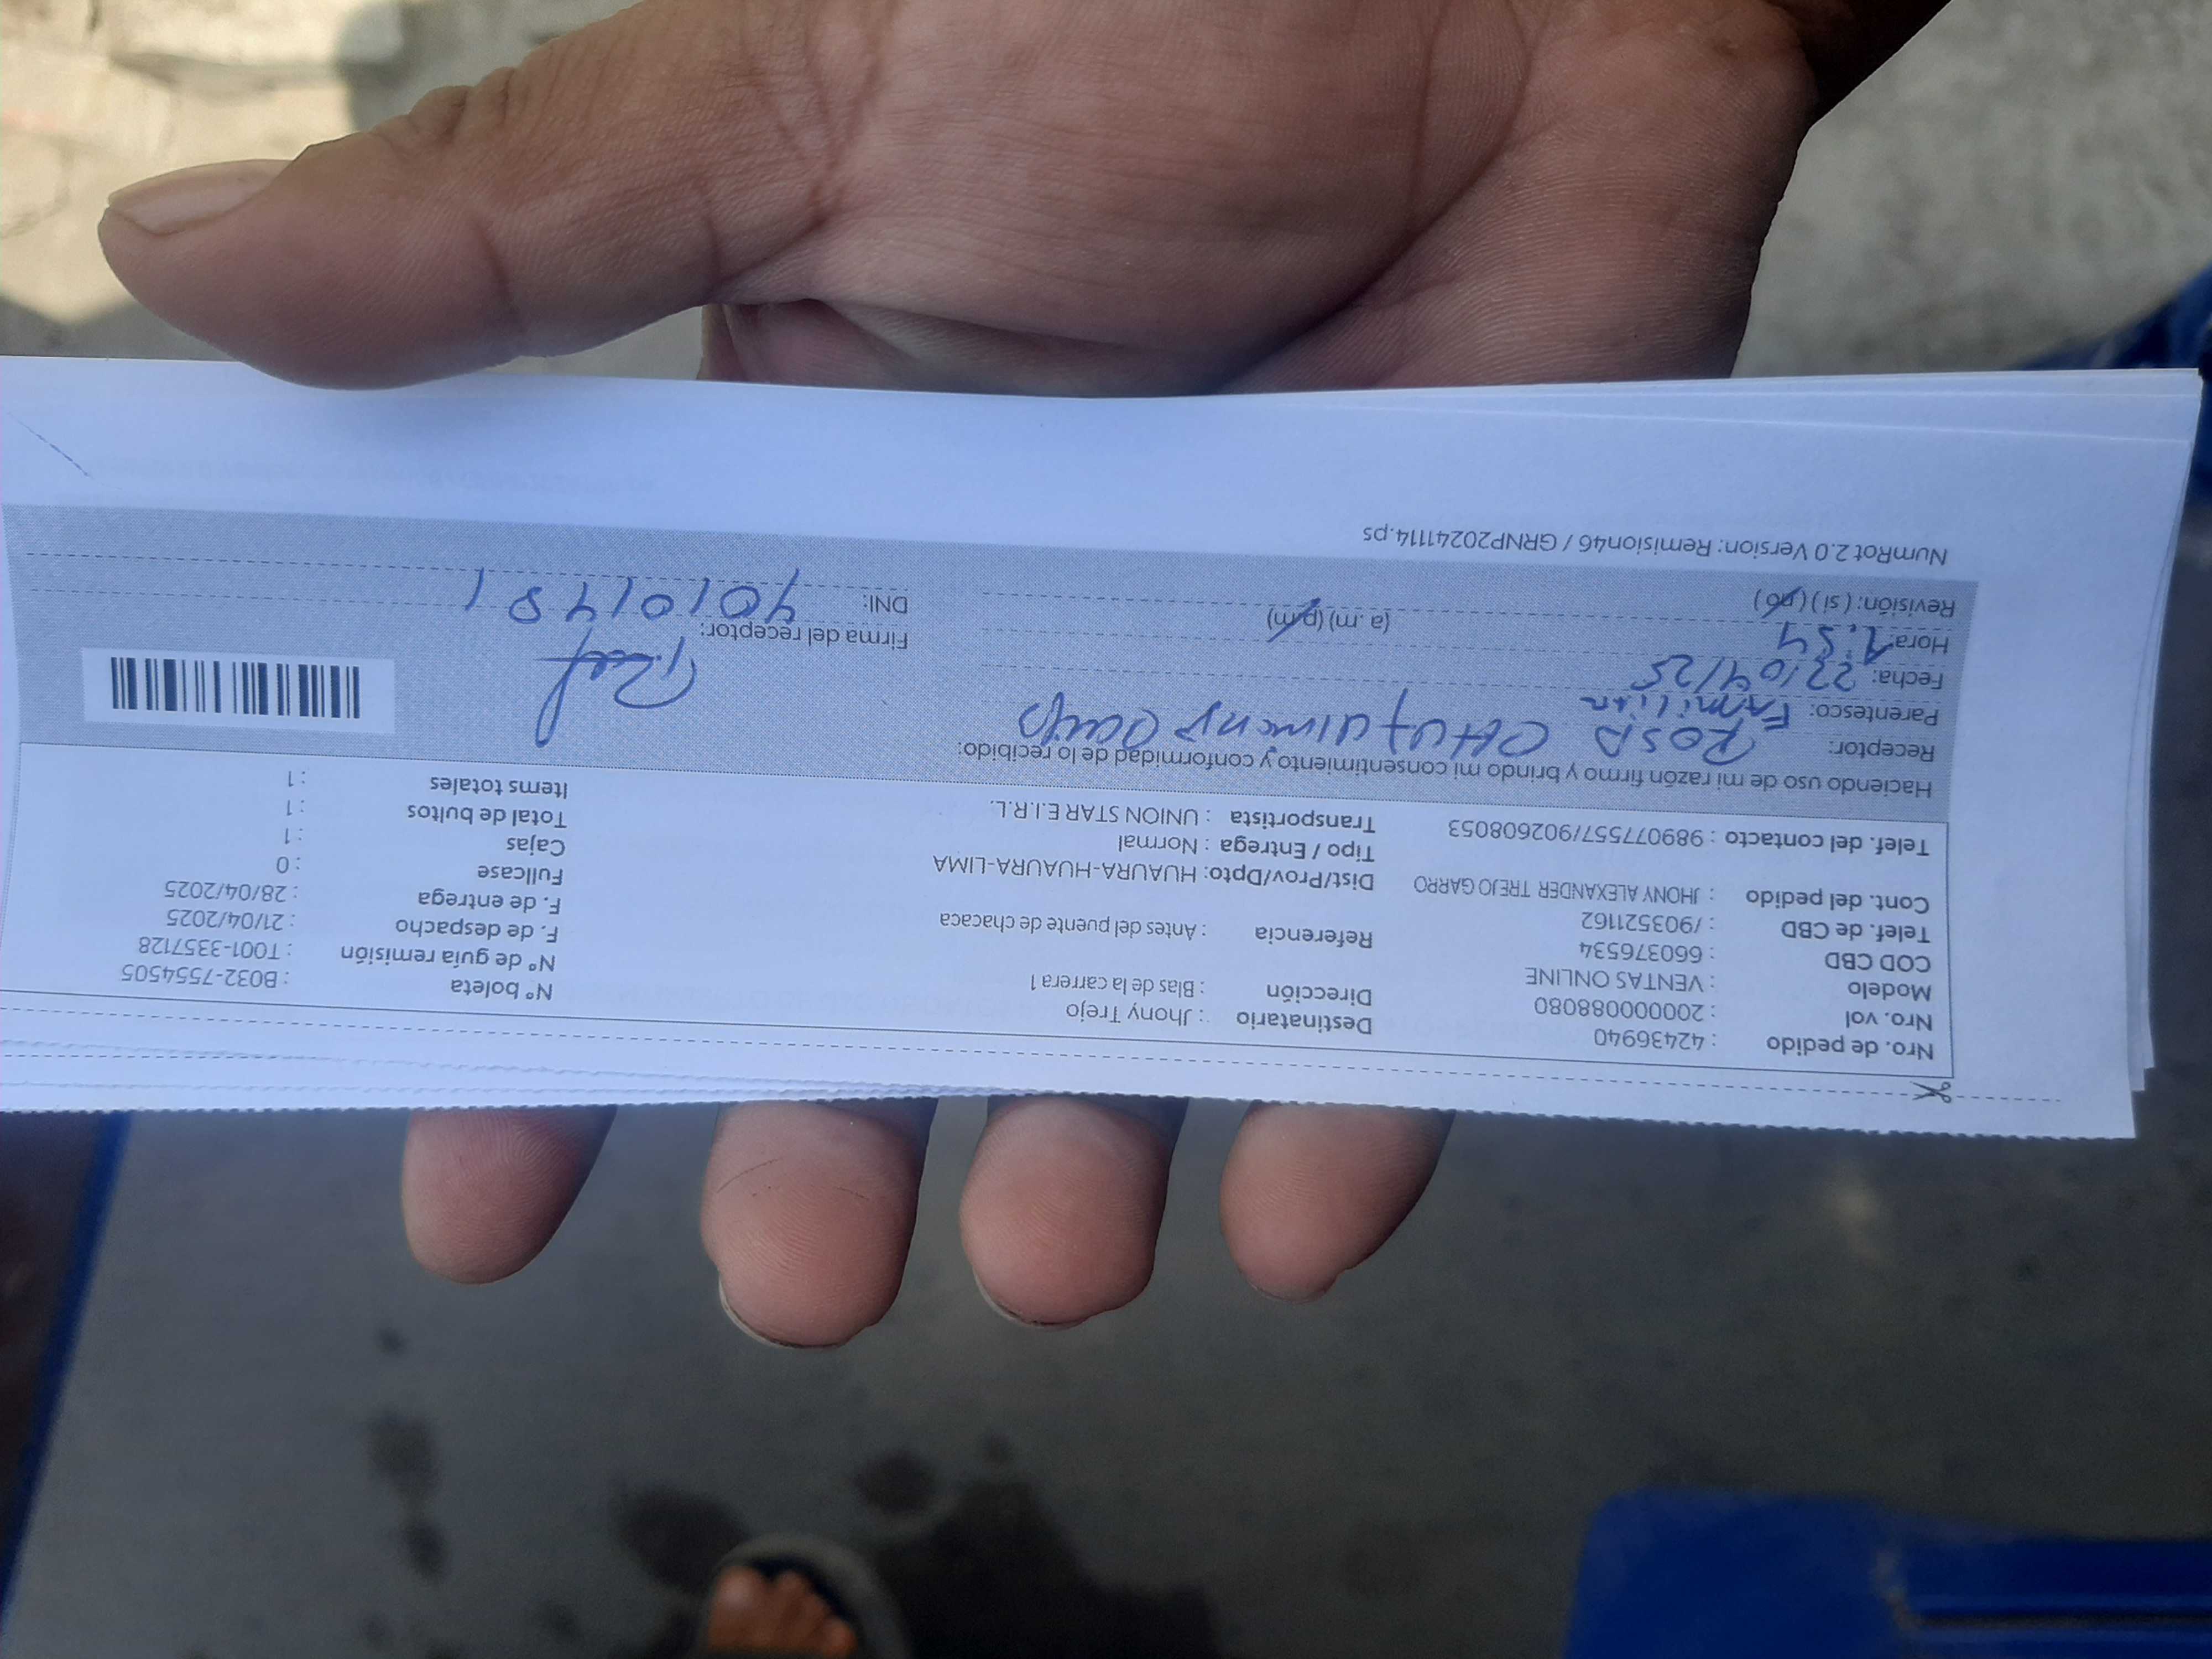 Nro. de pedido : 42436940
Nro. vol : 2000000088080
Modelo : VENTAS ONLINE
COD CBD : 660376534
Telef. de CBD : /903521162
Cont. del pedido : JHONY ALEXANDER TREJO GARRO
Telef. del contacto : 989077557/902608053
Destinatario : Jhony Trejo
Dirección : Blas de la carrera 1
Referencia : Antes del puente de chacaca
Dist/Prov/Dpto: HUAURA-HUAURA-LIMA
Tipo / Entrega : Normal
Transportista : UNION STAR E.I.R.L.
N° boleta : B032-7554505
N° de guía remisión : T001-3357128
F. de despacho : 21/04/2025
F. de entrega : 28/04/2025
Fullcase : 0
Cajas : 1
Total de bultos : 1
Items totales : 1
Haciendo uso de mi razón firmo y brindo mi consentimiento y conformidad de lo recibido:
Receptor: ROSA
Parentesco: Familiar
Fecha: 22/04/25
Hora: 1:54 (a .m) (p.m)
Revisión: ( si ) ( no )
Firma del receptor:
DNI: 40101481
NumRot 2.0 Version: Remision46 / GRNP20241114.ps